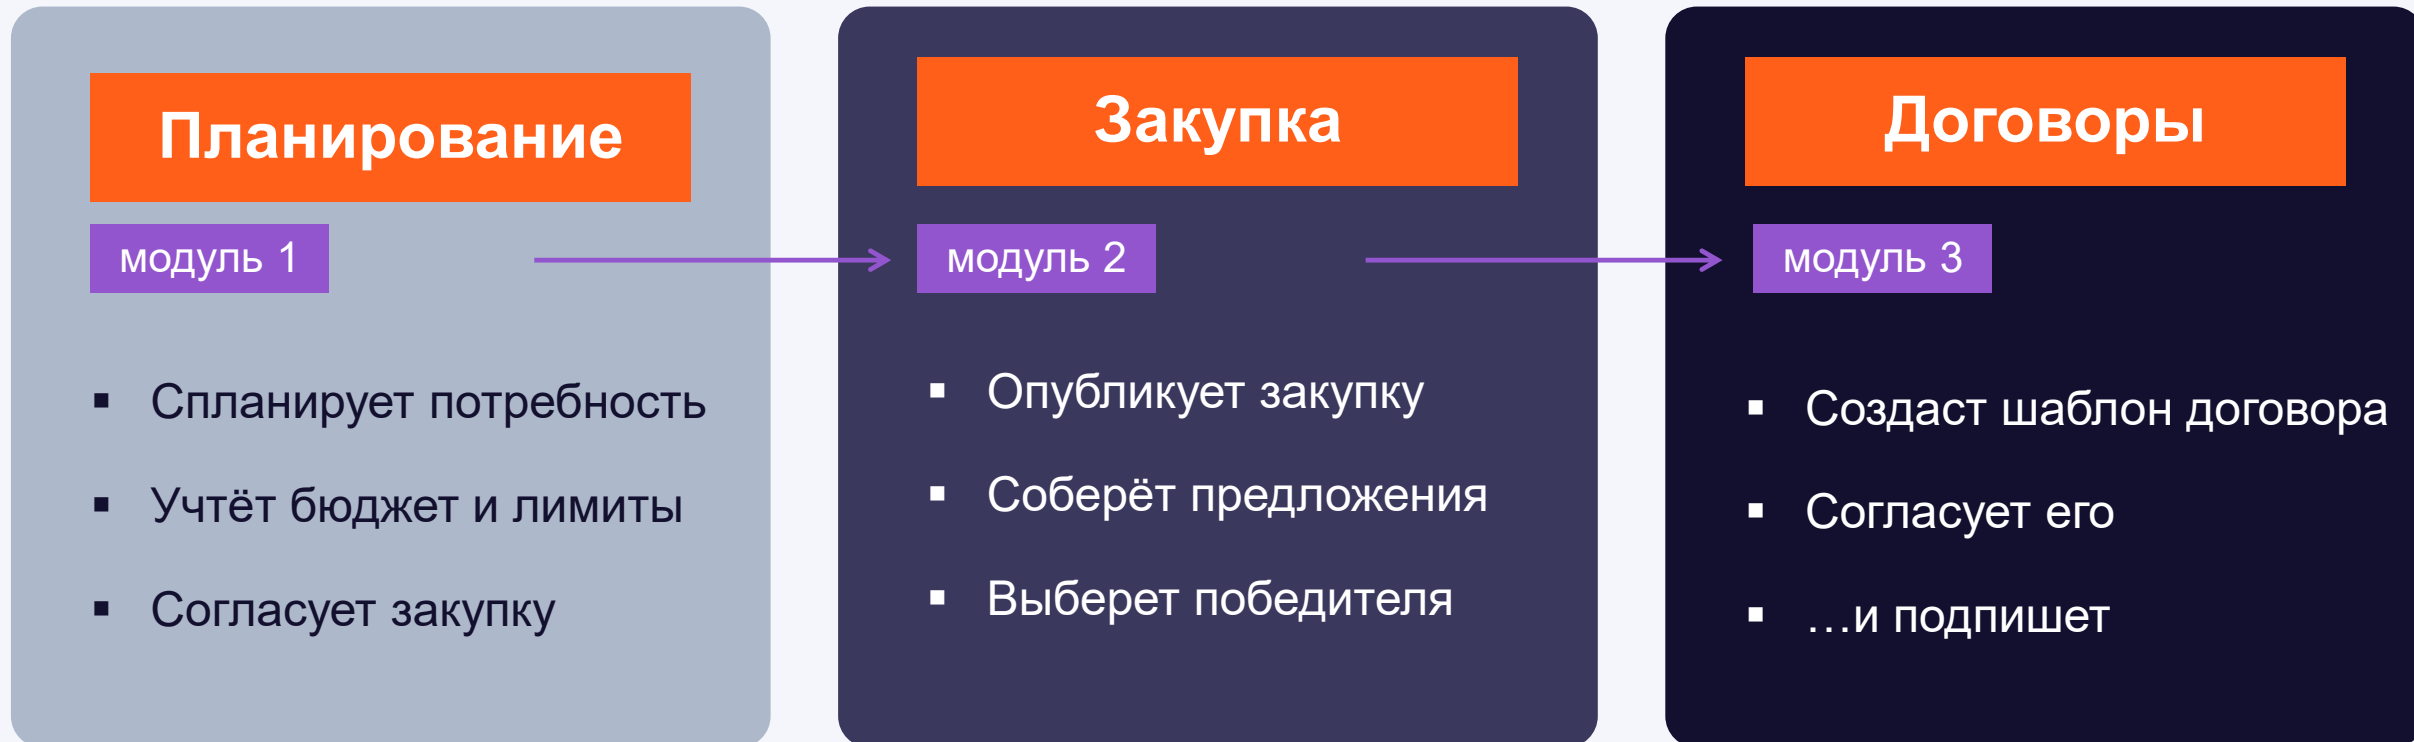 Планирование
модуль 1
▪ Спланирует потребность
▪ Учтёт бюджет и лимиты
▪ Согласует закупку
Закупка
модуль 2
▪ Опубликует закупку
▪ Соберёт предложения
▪ Выберет победителя
Договоры
модуль 3
▪ Создаст шаблон договора
▪ Согласует его
▪ …и подпишет